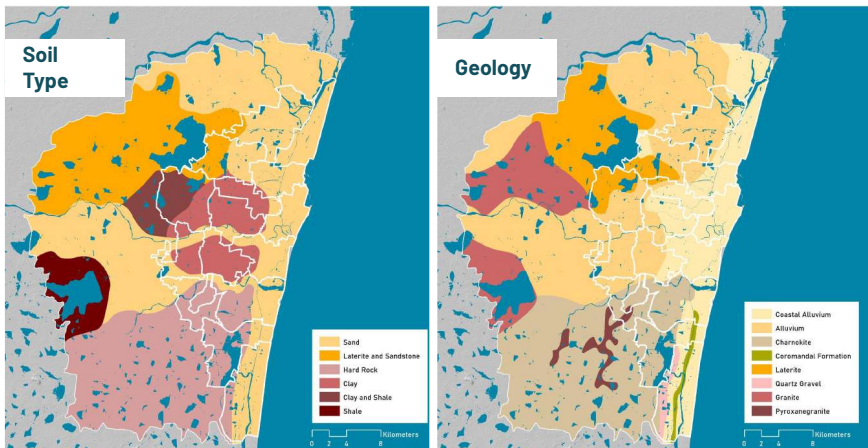 Soil
Type
Sand
Laterite and Sandstone
Hard Rock
Clay
Clay and Shale
Shale
Kilometers
0 2 4 8
Geology
Coastal Alluvium
Alluvium
Charnokite
Coromandal Formation
Laterite
Quartz Gravel
Granite
Pyroxanegranite
Kilometers
0 2 4 8